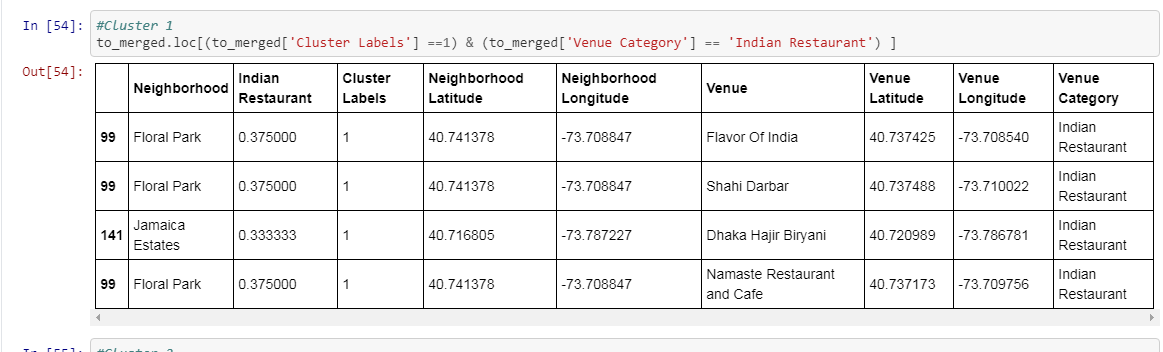 In [54]: #Cluster 1
to_merged.loc[(to_merged['Cluster Labels'] ==1) & (to_merged['Venue Category'] == 'Indian Restaurant') ]
Out[54]:
Neighborhood Indian Restaurant Cluster Labels Neighborhood Latitude Neighborhood Longitude Venue Venue Latitude Venue Longitude Venue Category
99 Floral Park 0.375000 1 40.741378 -73.708847 Flavor Of India 40.737425 -73.708540 Indian Restaurant
99 Floral Park 0.375000 1 40.741378 -73.708847 Shahi Darbar 40.737488 -73.710022 Indian Restaurant
141 Jamaica Estates 0.333333 1 40.716805 -73.787227 Dhaka Hajir Biryani 40.720989 -73.786781 Indian Restaurant
99 Floral Park 0.375000 1 40.741378 -73.708847 Namaste Restaurant and Cafe 40.737173 -73.709756 Indian Restaurant